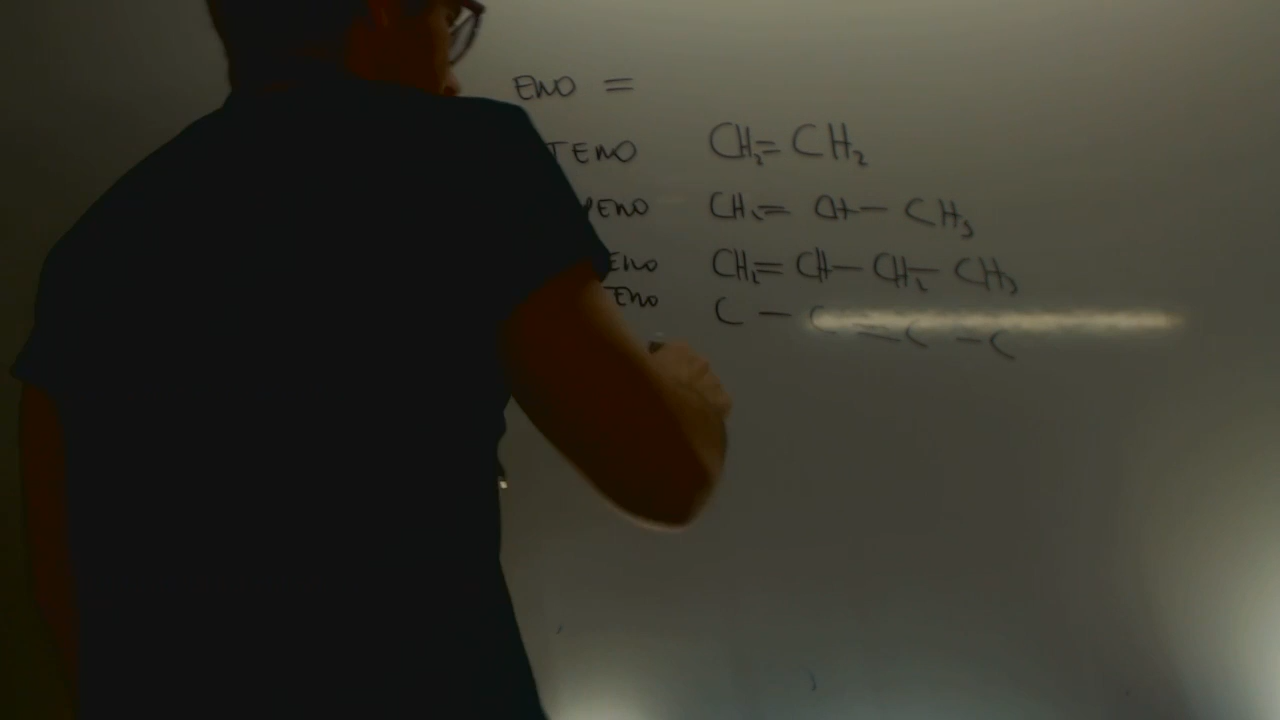 ENO =
TENO CH₂ = CH₂
PENO CH₂ = CH — CH₃
ENO CH₂ = CH — CH₂ — CH₃
TENO C — C = C — C